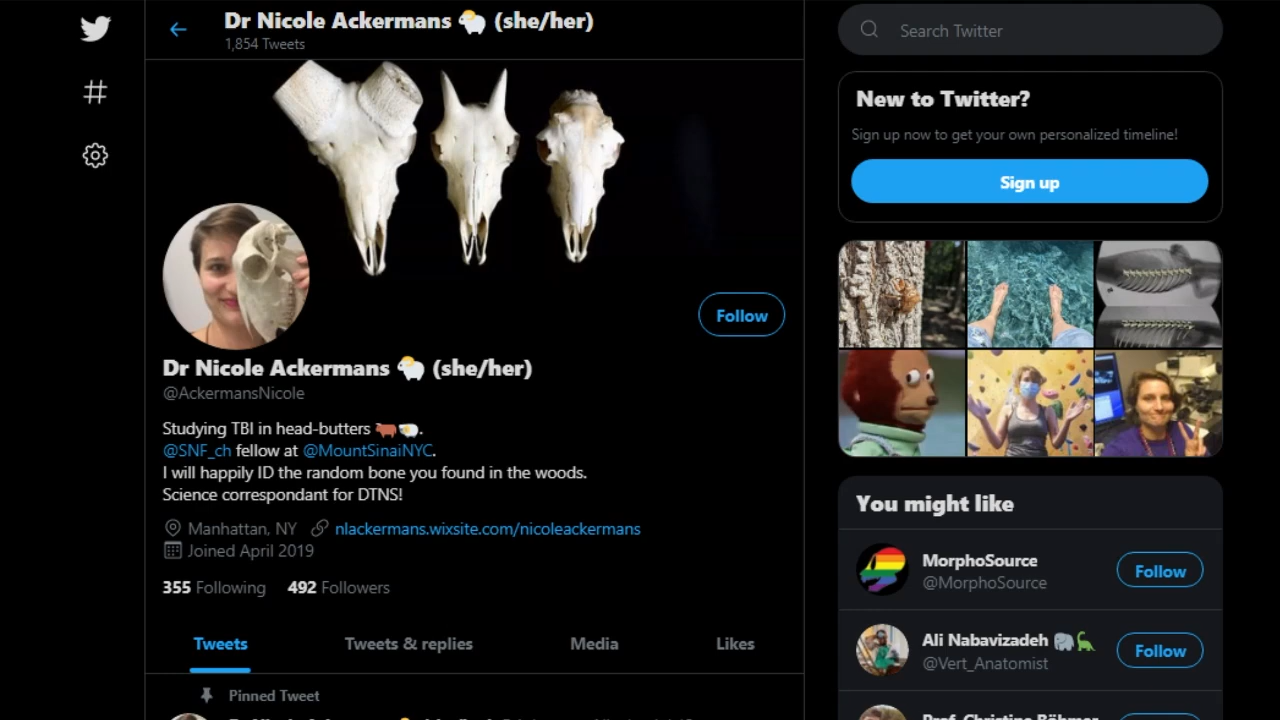 Dr Nicole Ackermans 🐑 (she/her)
1,854 Tweets
Search Twitter
New to Twitter?
Sign up now to get your own personalized timeline!
Sign up
Follow
Dr Nicole Ackermans 🐑 (she/her)
@AckermansNicole
Studying TBI in head-butters 🐂🐑.
@SNF_ch fellow at @MountSinaiNYC.
I will happily ID the random bone you found in the woods.
Science correspondant for DTNS!
Manhattan, NY nlackermans.wixsite.com/nicoleackermans
Joined April 2019
355 Following 492 Followers
Tweets Tweets & replies Media Likes
Pinned Tweet
You might like
MorphoSource
@MorphoSource
Follow
Ali Nabavizadeh 🐘🦕
@Vert_Anatomist
Follow